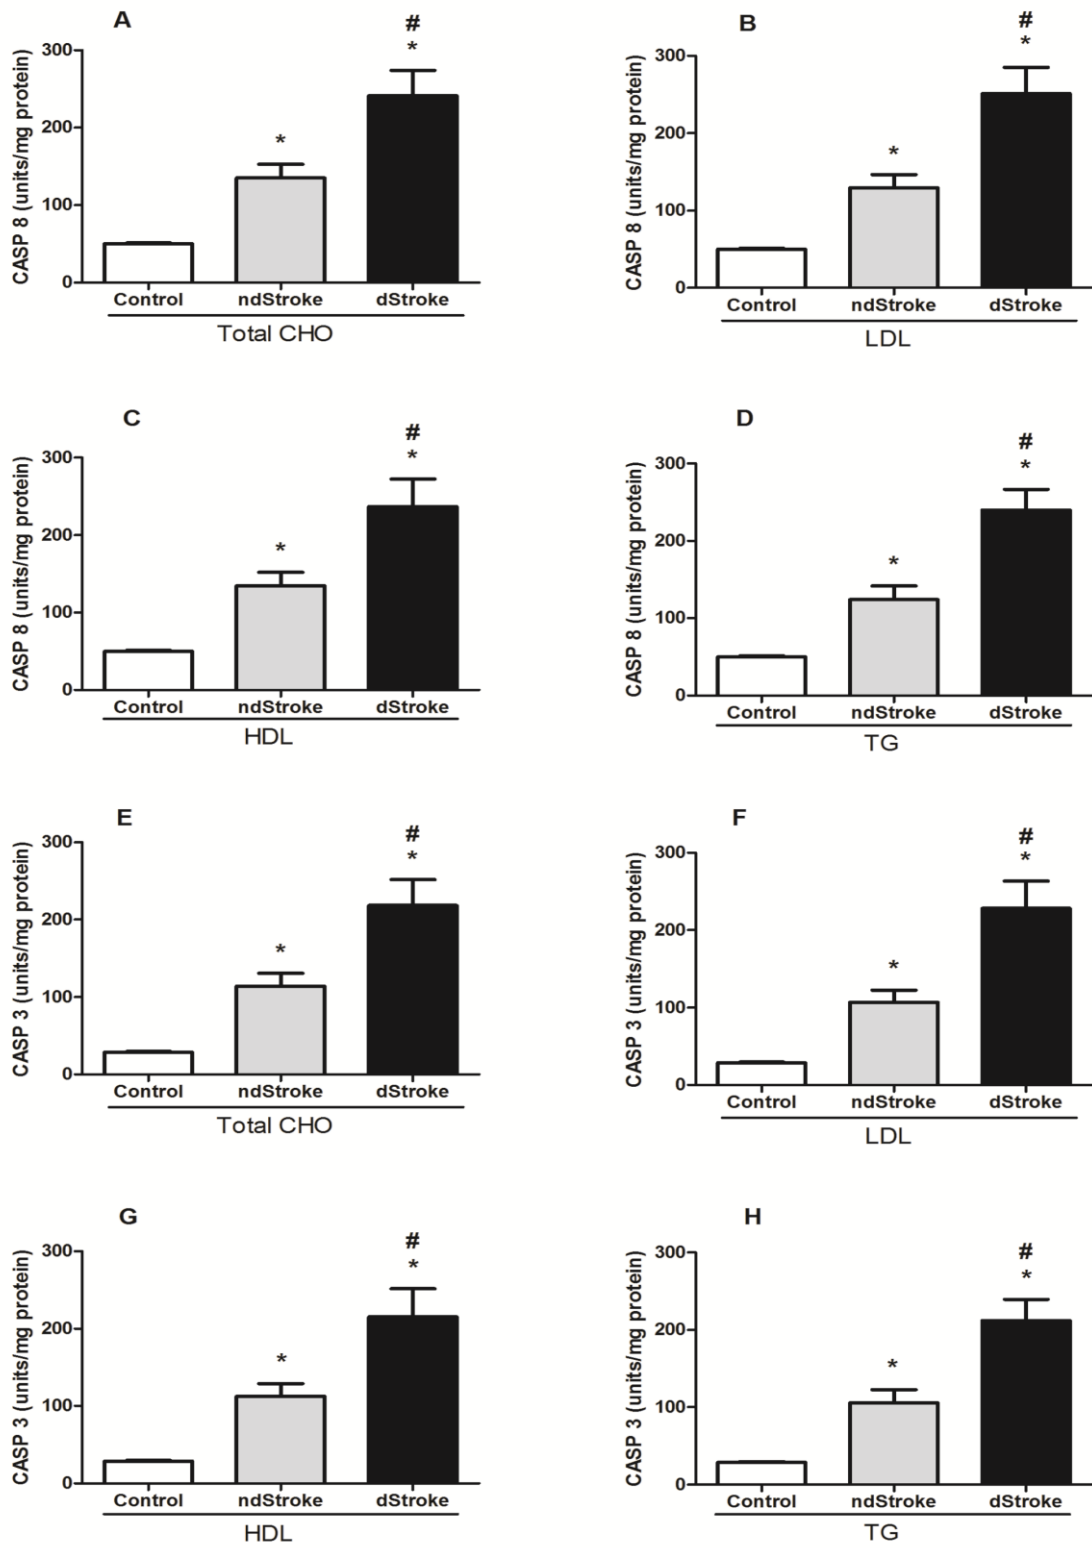 A
CASP 8 (units/mg protein)
300
200
100
0
#
*
*
Control ndStroke dStroke
Total CHO
B
CASP 8 (units/mg protein)
300
200
100
0
#
*
*
Control ndStroke dStroke
LDL
C
CASP 8 (units/mg protein)
300
200
100
0
#
*
*
Control ndStroke dStroke
HDL
D
CASP 8 (units/mg protein)
300
200
100
0
#
*
*
Control ndStroke dStroke
TG
E
CASP 3 (units/mg protein)
300
200
100
0
#
*
*
Control ndStroke dStroke
Total CHO
F
CASP 3 (units/mg protein)
300
200
100
0
#
*
*
Control ndStroke dStroke
LDL
G
CASP 3 (units/mg protein)
300
200
100
0
#
*
*
Control ndStroke dStroke
HDL
H
CASP 3 (units/mg protein)
300
200
100
0
#
*
*
Control ndStroke dStroke
TG